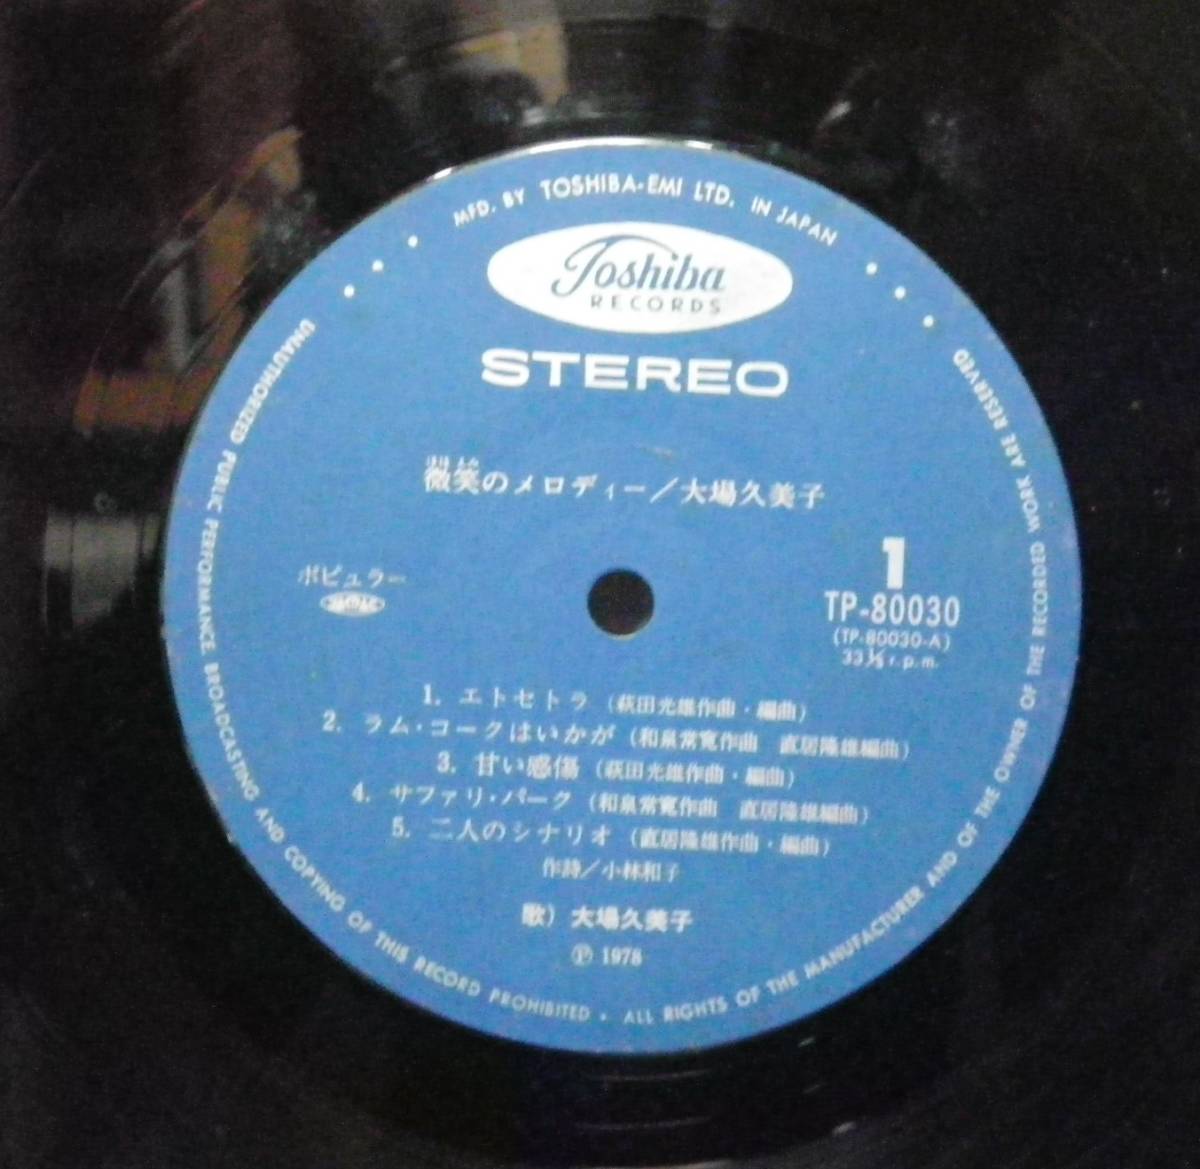 MFD. BY TOSHIBA-EMI LTD. IN JAPAN
Toshiba
RECORDS
STEREO
微笑のメロディー/大場久美子
ポピュラー
1
TP-80030
(TP-80030-A)
33⅓ r.p.m.
1. エトセトラ (萩田光雄作曲・編曲)
2. ラム・コークはいかが (和泉常寛作曲 直居隆雄編曲)
3. 甘い感傷 (萩田光雄作曲・編曲)
4. サファリ・パーク (和泉常寛作曲 直居隆雄編曲)
5. 二人のシナリオ (直居隆雄作曲・編曲)
作詩/小林和子
歌) 大場久美子
Ⓟ 1978
UNAUTHORIZED PUBLIC PERFORMANCE, BROADCASTING AND COPYING OF THIS RECORD PROHIBITED • ALL RIGHTS OF THE MANUFACTURER AND OF THE OWNER OF THE RECORDED WORK ARE RESERVED